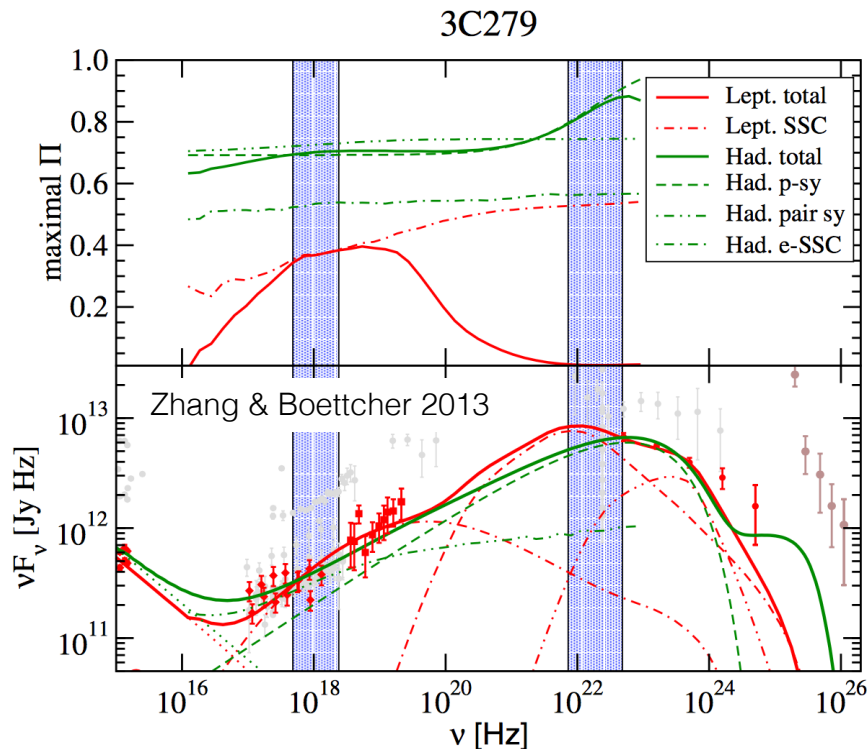 3C279
maximal Π
1.0
0.8
0.6
0.4
0.2
Lept. total
Lept. SSC
Had. total
Had. p-sy
Had. pair sy
Had. e-SSC
Zhang & Boettcher 2013
νFν [Jy Hz]
10^13
10^12
10^11
10^16
10^18
10^20
10^22
10^24
10^26
ν [Hz]